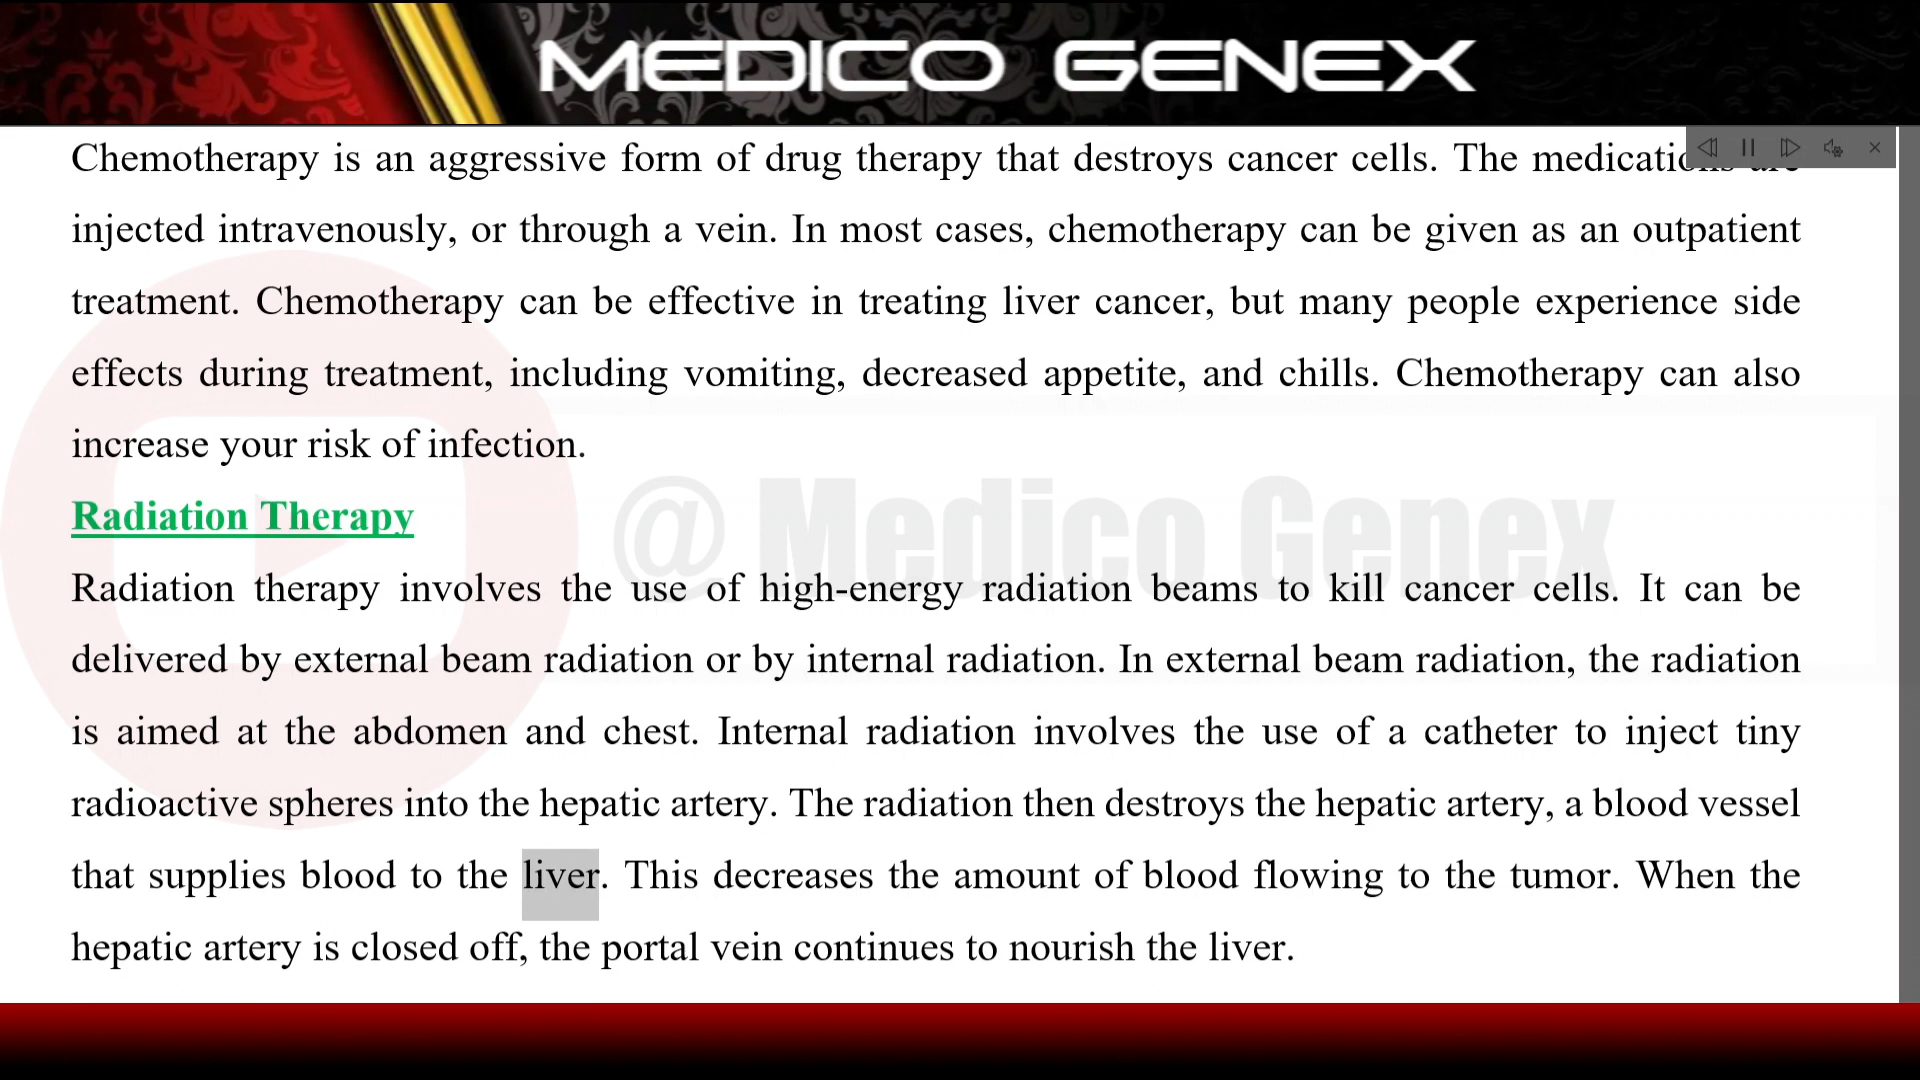 MEDICO GENEX
Chemotherapy is an aggressive form of drug therapy that destroys cancer cells. The medications are
injected intravenously, or through a vein. In most cases, chemotherapy can be given as an outpatient
treatment. Chemotherapy can be effective in treating liver cancer, but many people experience side
effects during treatment, including vomiting, decreased appetite, and chills. Chemotherapy can also
increase your risk of infection.
@ Medico Genex
Radiation Therapy
Radiation therapy involves the use of high-energy radiation beams to kill cancer cells. It can be
delivered by external beam radiation or by internal radiation. In external beam radiation, the radiation
is aimed at the abdomen and chest. Internal radiation involves the use of a catheter to inject tiny
radioactive spheres into the hepatic artery. The radiation then destroys the hepatic artery, a blood vessel
that supplies blood to the liver. This decreases the amount of blood flowing to the tumor. When the
hepatic artery is closed off, the portal vein continues to nourish the liver.